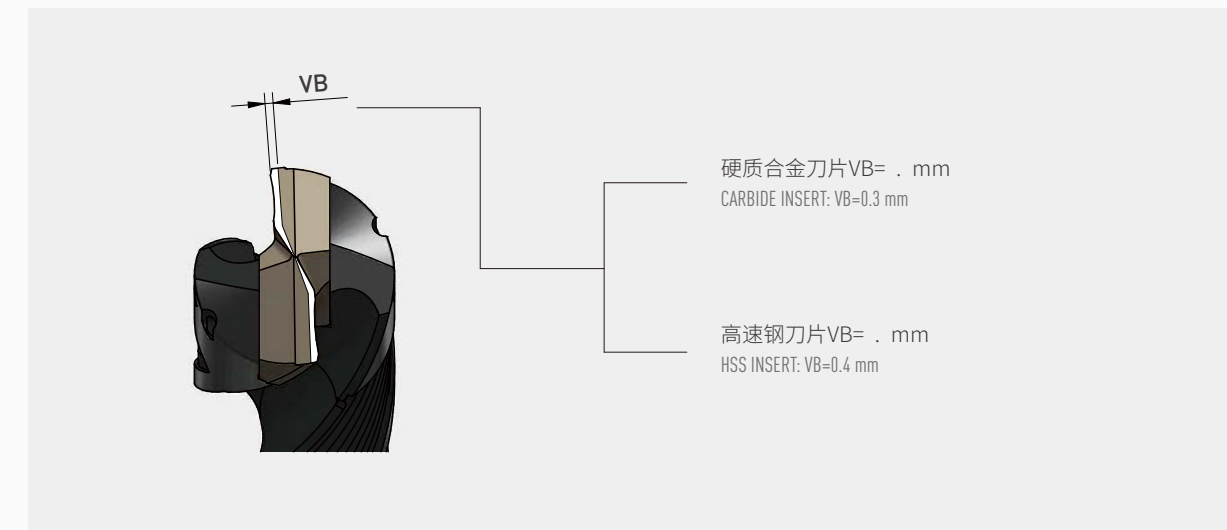 VB
硬质合金刀片VB= . mm
CARBIDE INSERT: VB=0.3 mm
高速钢刀片VB= . mm
HSS INSERT: VB=0.4 mm